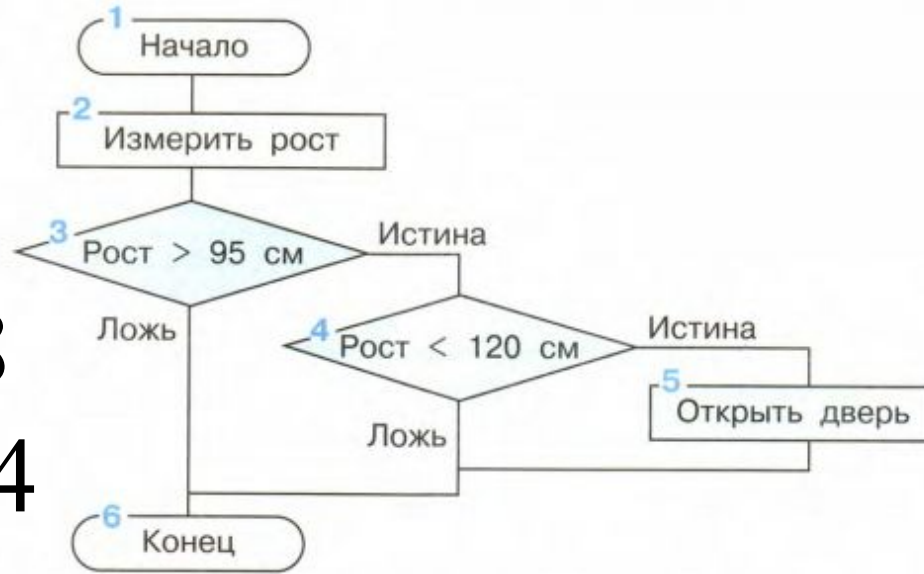 1
Начало
2
Измерить рост
3
Рост > 95 см
Истина
Ложь
3
4
Рост < 120 см
Истина
5
Открыть дверь
Ложь
4
6
Конец